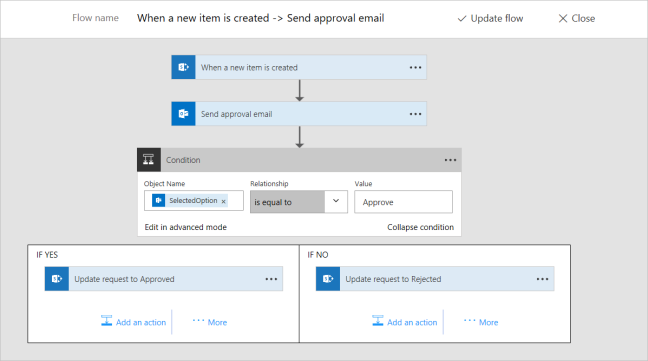 Flow name When a new item is created -> Send approval email Update flow Close
When a new item is created
Send approval email
Condition
Object Name Relationship Value
SelectedOption x is equal to Approve
Edit in advanced mode Collapse condition
IF YES IF NO
Update request to Approved Update request to Rejected
Add an action More Add an action More